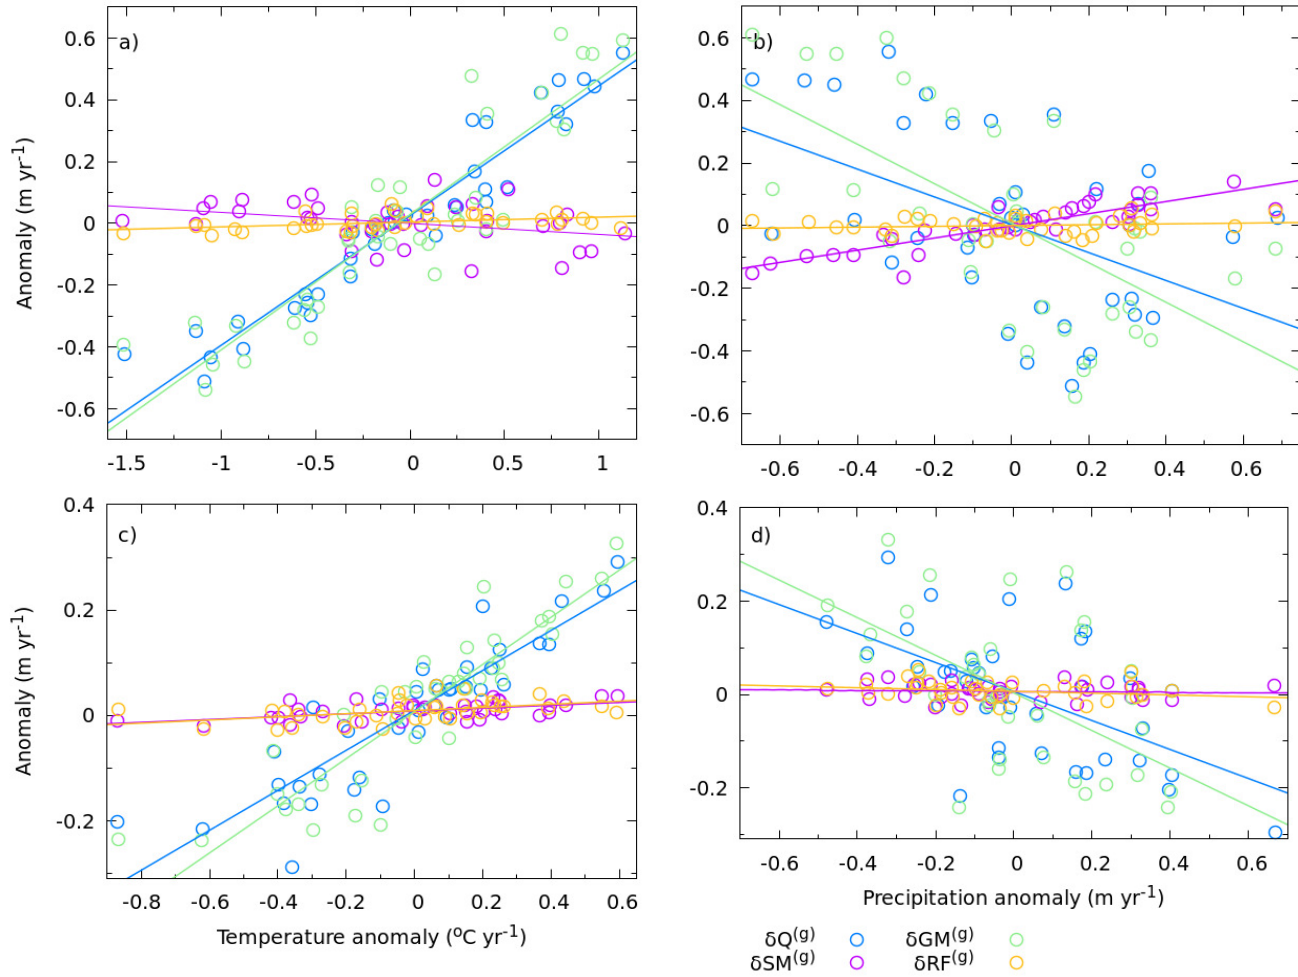 a)
0.6
0.4
0.2
0
-0.2
-0.4
-0.6
Anomaly (m yr-1)
-1.5 -1 -0.5 0 0.5 1
b)
0.6
0.4
0.2
0
-0.2
-0.4
-0.6
-0.6 -0.4 -0.2 0 0.2 0.4 0.6
c)
0.4
0.2
0
-0.2
Anomaly (m yr-1)
-0.8 -0.6 -0.4 -0.2 0 0.2 0.4 0.6
Temperature anomaly (oC yr-1)
d)
0.4
0.2
0
-0.2
-0.6 -0.4 -0.2 0 0.2 0.4 0.6
Precipitation anomaly (m yr-1)
δQ(g) δGM(g)
δSM(g) δRF(g)